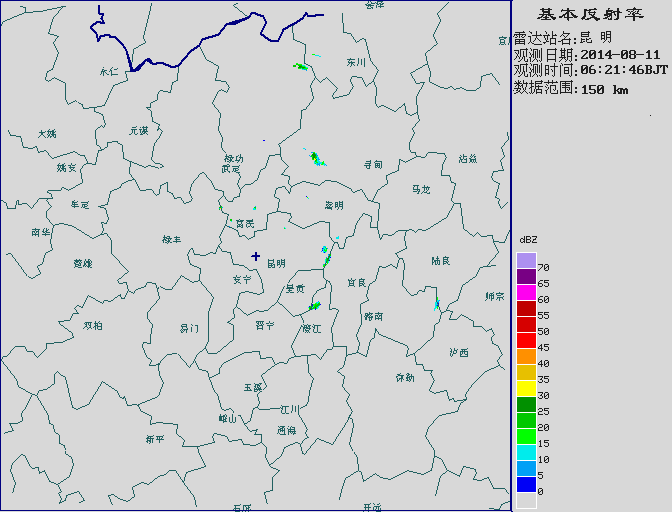 基本反射率
雷达站名:昆 明
观测日期:2014-08-11
观测时间:06:21:46BJT
数据范围:150 km
会泽
永仁
东川
大姚
元谋
禄劝
武定
寻甸
沾益
姚安
马龙
牟定
嵩明
富民
南华
禄丰
楚雄
昆明
陆良
安宁
呈贡
宜良
师宗
双柏
易门
晋宁
澄江
路南
泸西
弥勒
玉溪
江川
峨山
通海
新平
石屏
开远
dBZ
70
65
60
55
50
45
40
35
30
25
20
15
10
5
0